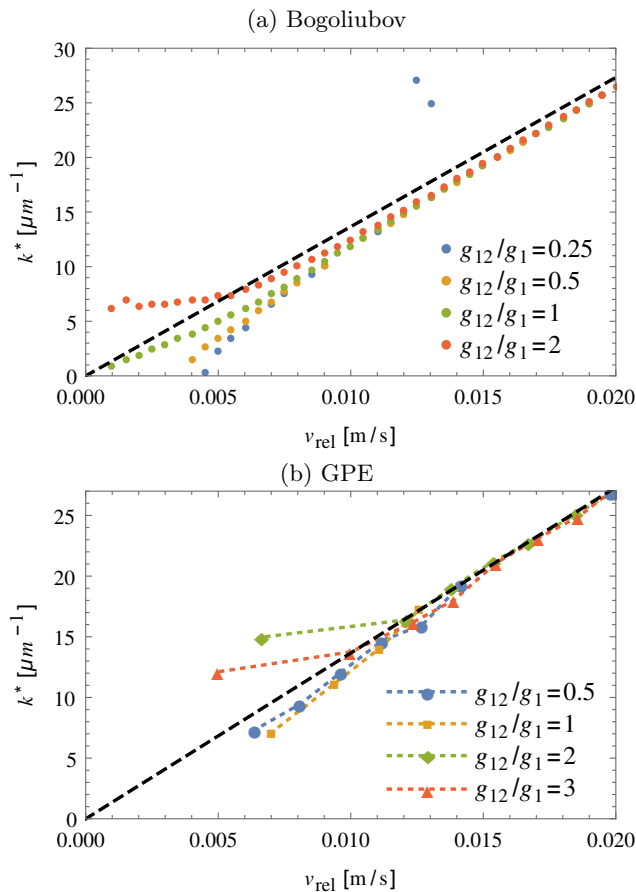 (a) Bogoliubov
30
25
20
15
10
5
0
k* [μm⁻¹]
g12/g1=0.25
g12/g1=0.5
g12/g1=1
g12/g1=2
0.000 0.005 0.010 0.015 0.020
vrel [m/s]
(b) GPE
25
20
15
10
5
0
k* [μm⁻¹]
g12/g1=0.5
g12/g1=1
g12/g1=2
g12/g1=3
0.000 0.005 0.010 0.015 0.020
vrel [m/s]